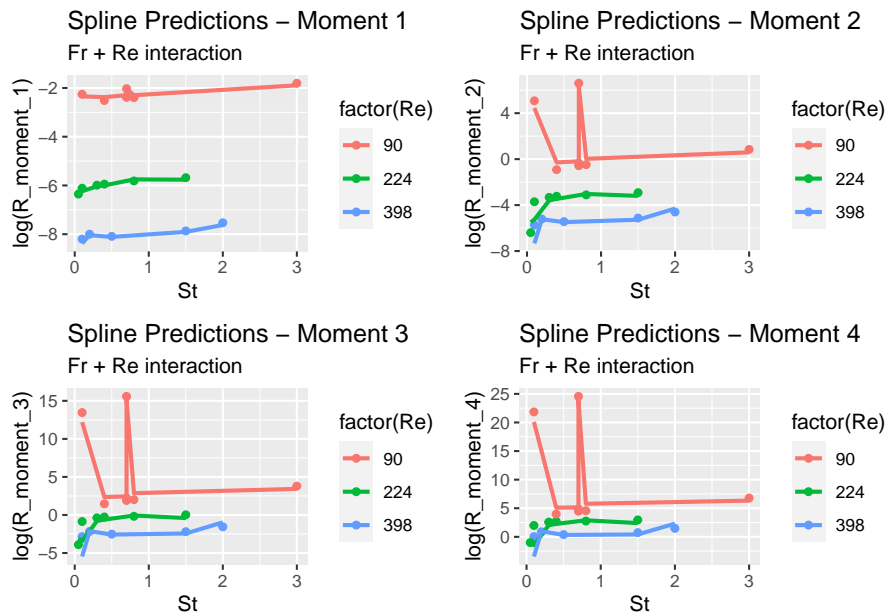 Spline Predictions − Moment 1
Fr + Re interaction
log(R_moment_1)
−2
−4
−6
−8
0
1
2
3
St
factor(Re)
90
224
398
Spline Predictions − Moment 2
Fr + Re interaction
log(R_moment_2)
4
0
−4
−8
0
1
2
3
St
factor(Re)
90
224
398
Spline Predictions − Moment 3
Fr + Re interaction
log(R_moment_3)
15
10
5
0
−5
0
1
2
3
St
factor(Re)
90
224
398
Spline Predictions − Moment 4
Fr + Re interaction
log(R_moment_4)
25
20
15
10
5
0
0
1
2
3
St
factor(Re)
90
224
398